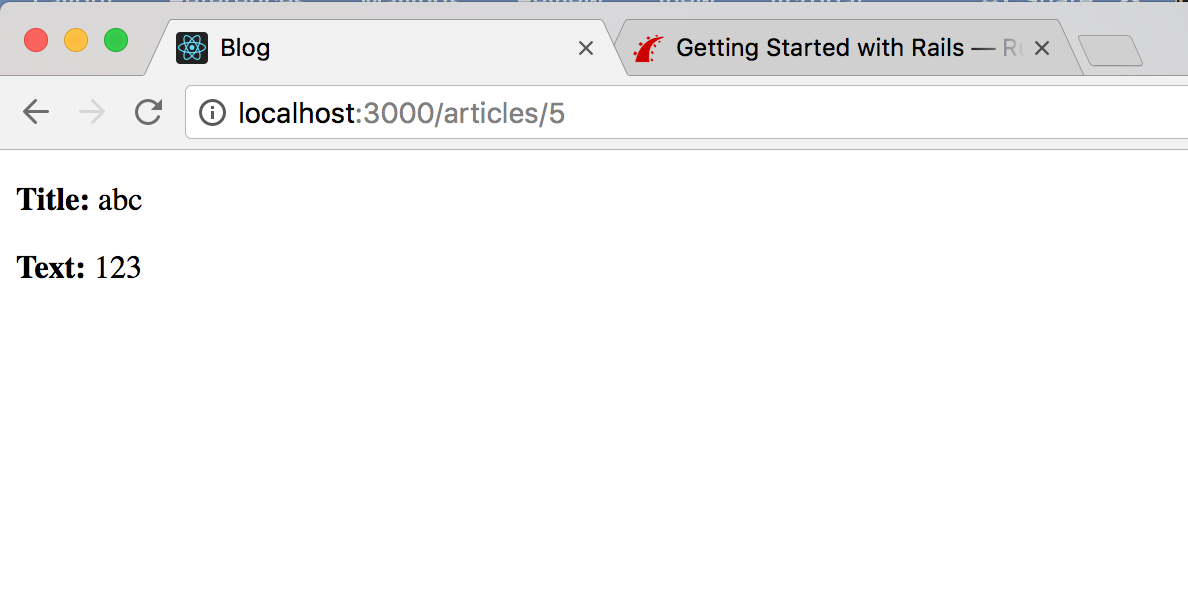 Blog
Getting Started with Rails —
localhost:3000/articles/5
Title: abc
Text: 123